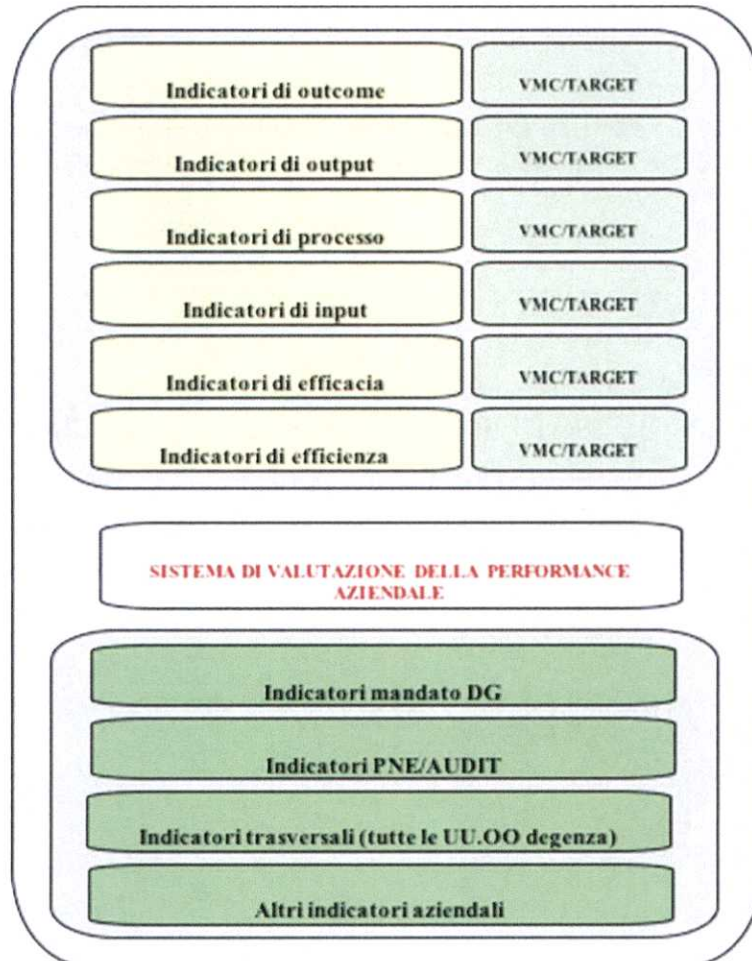 Indicatori di outcome VMC/TARGET
Indicatori di output VMC/TARGET
Indicatori di processo VMC/TARGET
Indicatori di input VMC/TARGET
Indicatori di efficacia VMC/TARGET
Indicatori di efficienza VMC/TARGET
SISTEMA DI VALUTAZIONE DELLA PERFORMANCE
AZIENDALE
Indicatori mandato DG
Indicatori PNE/AUDIT
Indicatori trasversali (tutte le UU.OO degenza)
Altri indicatori aziendali